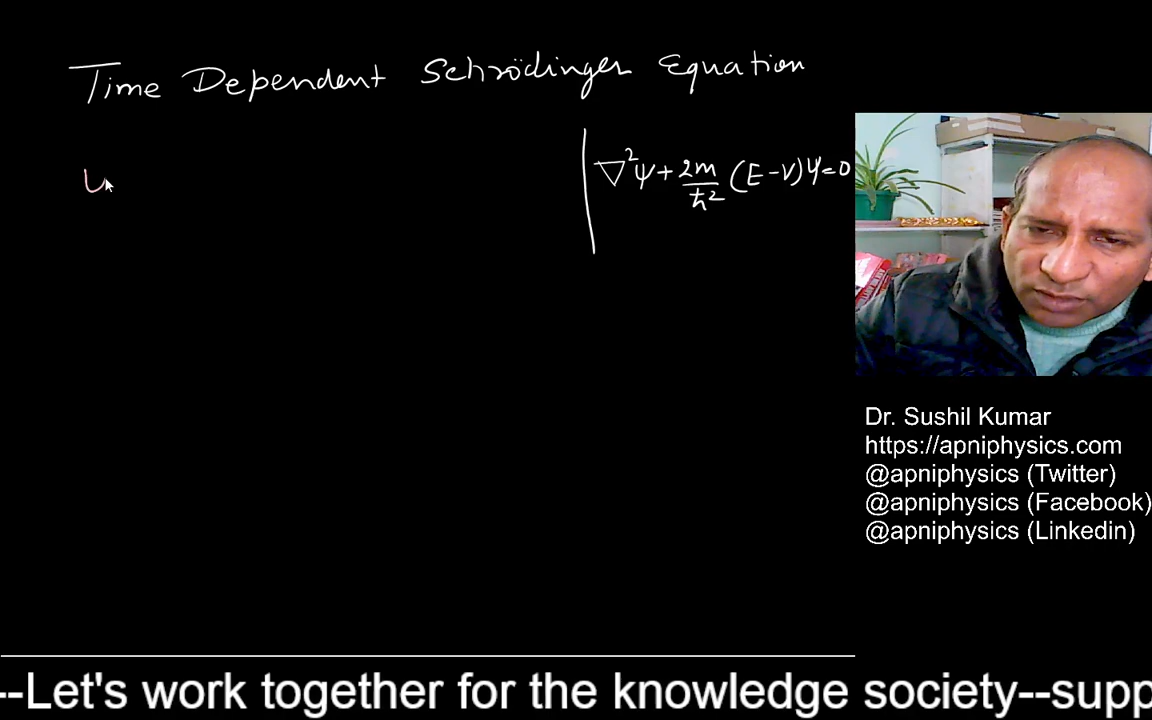 Time Dependent Schrödinger Equation
∇²ψ + 2m/ħ² (E - V)ψ = 0
Dr. Sushil Kumar
https://apniphysics.com
@apniphysics (Twitter)
@apniphysics (Facebook)
@apniphysics (Linkedin)
--Let's work together for the knowledge society--supp